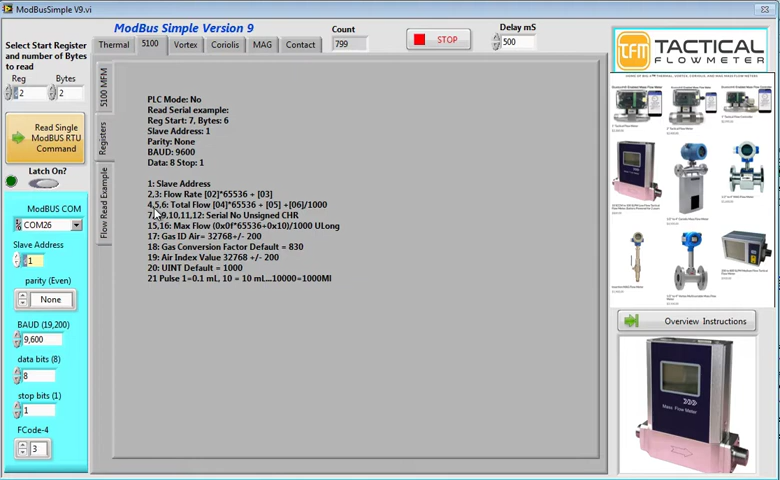 ModBusSimple V9.vi
ModBus Simple Version 9
Count
799
STOP
Delay mS
500
Select Start Register
and number of Bytes
to read
Reg
Bytes
2
2
Read Single
ModBUS RTU
Command
Latch On?
ModBUS COM
COM26
Slave Address
1
parity (Even)
None
BAUD (19,200)
9,600
data bits (8)
8
stop bits (1)
1
FCode-4
3
Thermal
5100
Vortex
Coriolis
MAG
Contact
5100 MFM
Registers
Flow Read Example
PLC Mode: No
Read Serial example:
Reg Start: 7, Bytes: 6
Slave Address: 1
Parity: None
BAUD: 9600
Data: 8 Stop: 1
1: Slave Address
2,3: Flow Rate [02]*65536 + [03]
4,5,6: Total Flow [04]*65536 + [05] +[06]/1000
9,10,11,12: Serial No Unsigned CHR
15,16: Max Flow (0x0f*65536+0x10)/1000 ULong
17: Gas ID Air= 32768+/- 200
18: Gas Conversion Factor Default = 830
19: Air Index Value 32768 +/- 200
20: UINT Default = 1000
21 Pulse 1=0.1 mL, 10 = 10 mL...10000=1000Ml
TFM
TACTICAL
FLOWMETER
Overview Instructions
Mass Flow Meter